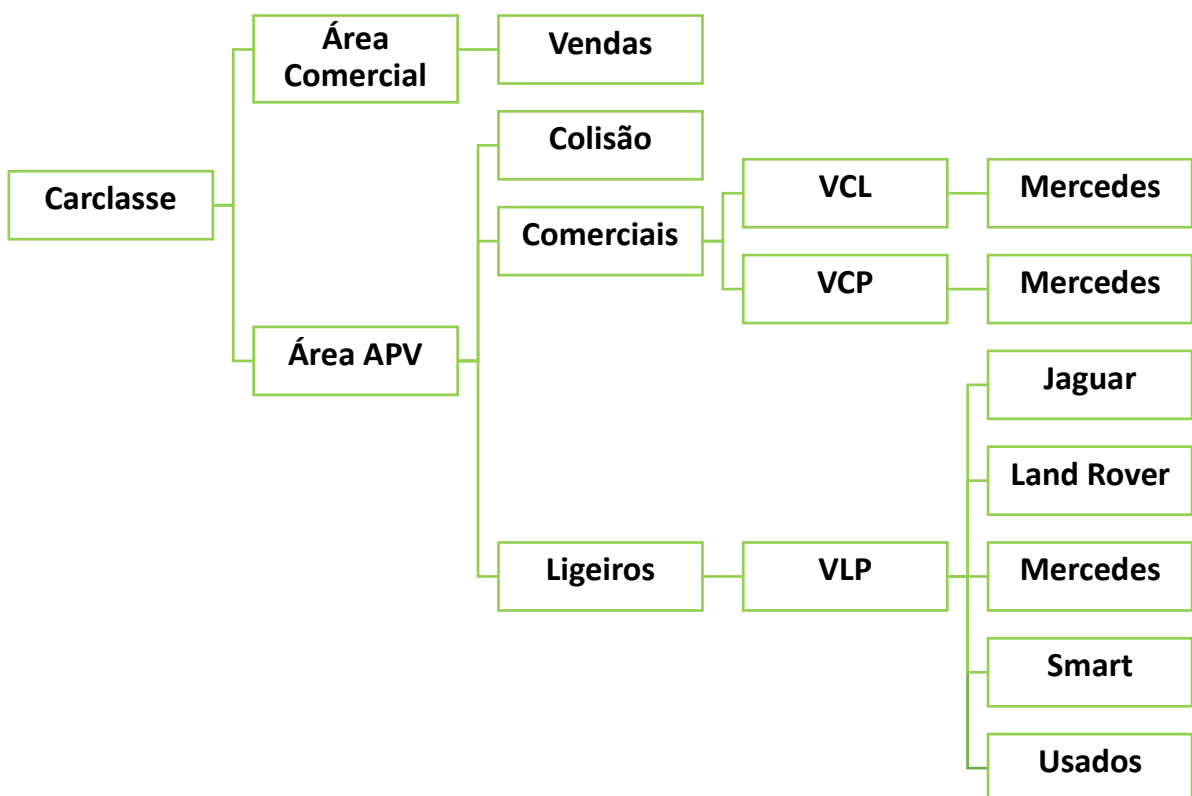 Área
Comercial
Vendas
Colisão
Carclasse
VCL
Mercedes
Comerciais
VCP
Mercedes
Área APV
Jaguar
Land Rover
Ligeiros
VLP
Mercedes
Smart
Usados